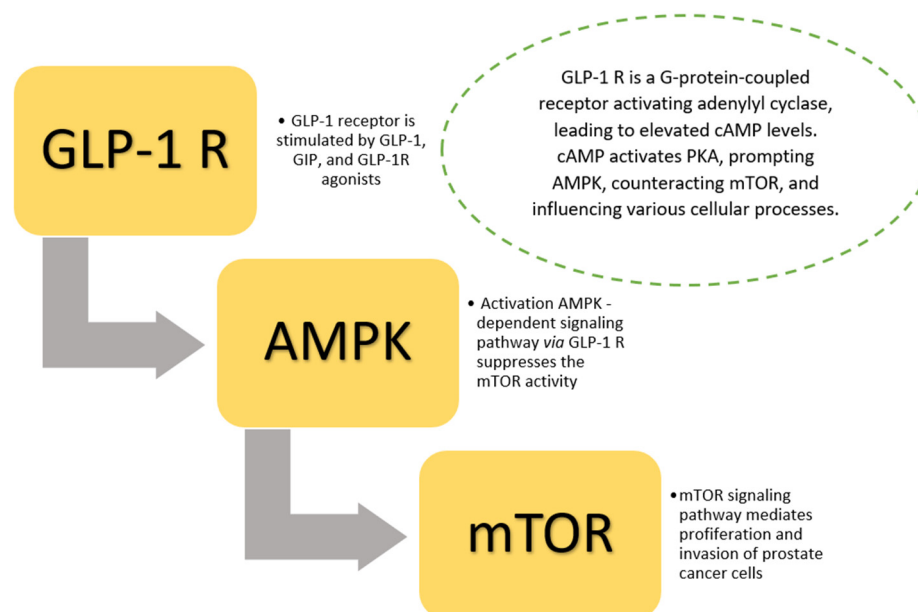 GLP-1 R
• GLP-1 receptor is
stimulated by GLP-1,
GIP, and GLP-1R
agonists
GLP-1 R is a G-protein-coupled
receptor activating adenylyl cyclase,
leading to elevated cAMP levels.
cAMP activates PKA, prompting
AMPK, counteracting mTOR, and
influencing various cellular processes.
AMPK
• Activation AMPK -
dependent signaling
pathway via GLP-1 R
suppresses the
mTOR activity
mTOR
•mTOR signaling
pathway mediates
profiferation and
invasion of prostate
cancer cells